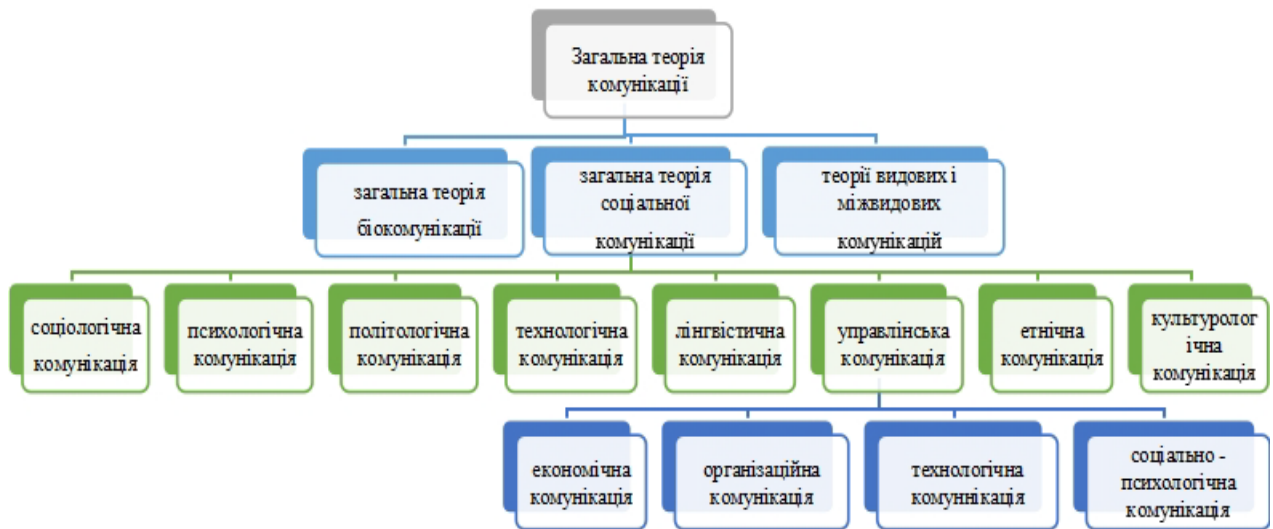 Загальна теорія
комунікації
загальна теорія
біокомунікації
загальна теорія
соціальної
комунікації
теорії видових і
міжвидових
комунікацій
соціологічна
комунікація
психологічна
комунікація
політологічна
комунікація
технологічна
комунікація
лінгвістична
комунікація
управлінська
комунікація
етнічна
комунікація
культуролог
ічна
комунікація
економічна
комунікація
організаційна
комунікація
технологічна
комуннікація
соціально -
психологічна
комунікація